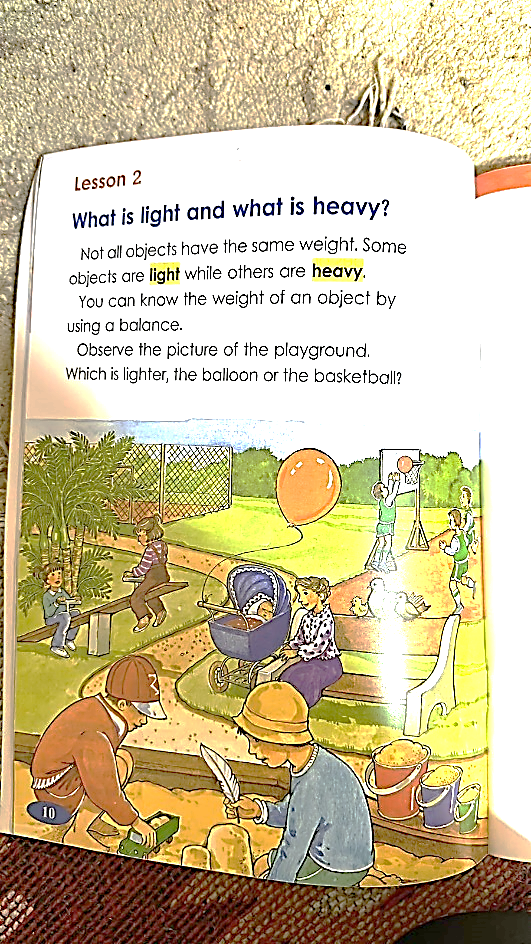 Lesson 2
What is light and what is heavy?
Not all objects have the same weight. Some
objects are light while others are heavy.
You can know the weight of an object by
using a balance.
Observe the picture of the playground.
Which is lighter, the balloon or the basketball?
10